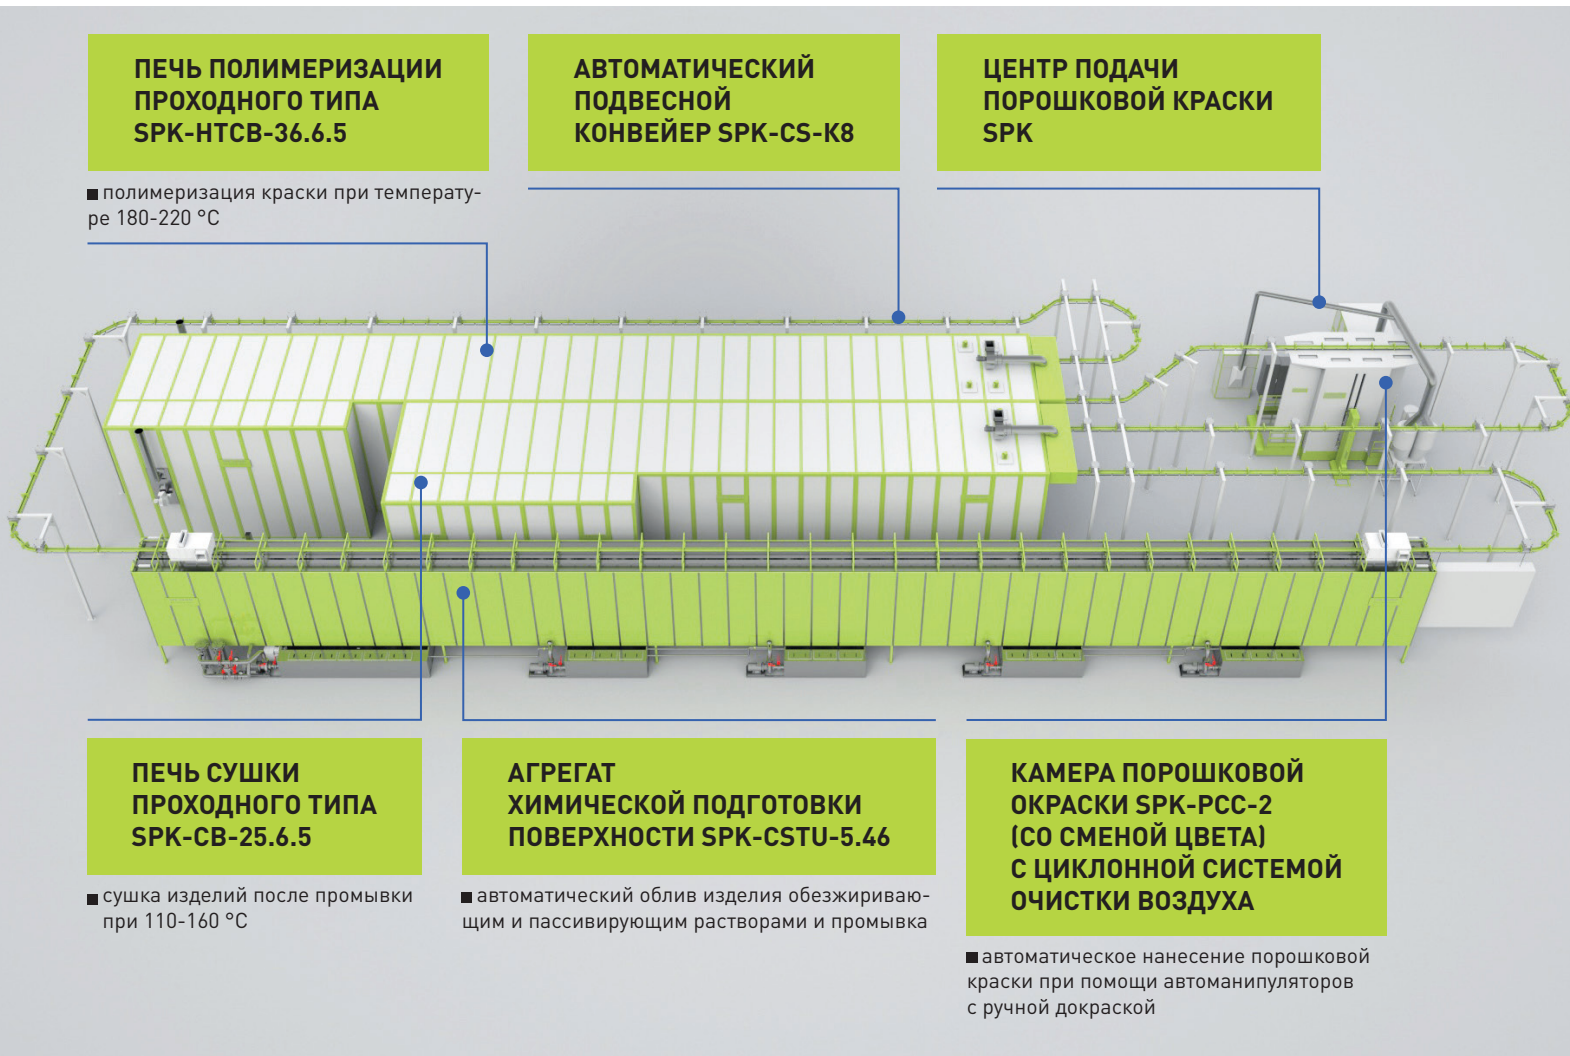 ПЕЧЬ ПОЛИМЕРИЗАЦИИ
ПРОХОДНОГО ТИПА
SPK-HTCB-36.6.5
■ полимеризация краски при температу-
ре 180-220 °C
АВТОМАТИЧЕСКИЙ
ПОДВЕСНОЙ
КОНВЕЙЕР SPK-CS-K8
ЦЕНТР ПОДАЧИ
ПОРОШКОВОЙ КРАСКИ
SPK
ПЕЧЬ СУШКИ
ПРОХОДНОГО ТИПА
SPK-CB-25.6.5
■ сушка изделий после промывки
при 110-160 °C
АГРЕГАТ
ХИМИЧЕСКОЙ ПОДГОТОВКИ
ПОВЕРХНОСТИ SPK-CSTU-5.46
■ автоматический облив изделия обезжириваю-
щим и пассивирующим растворами и промывка
КАМЕРА ПОРОШКОВОЙ
ОКРАСКИ SPK-PCC-2
(СО СМЕНОЙ ЦВЕТА)
С ЦИКЛОННОЙ СИСТЕМОЙ
ОЧИСТКИ ВОЗДУХА
■ автоматическое нанесение порошковой
краски при помощи автоманипуляторов
с ручной докраской